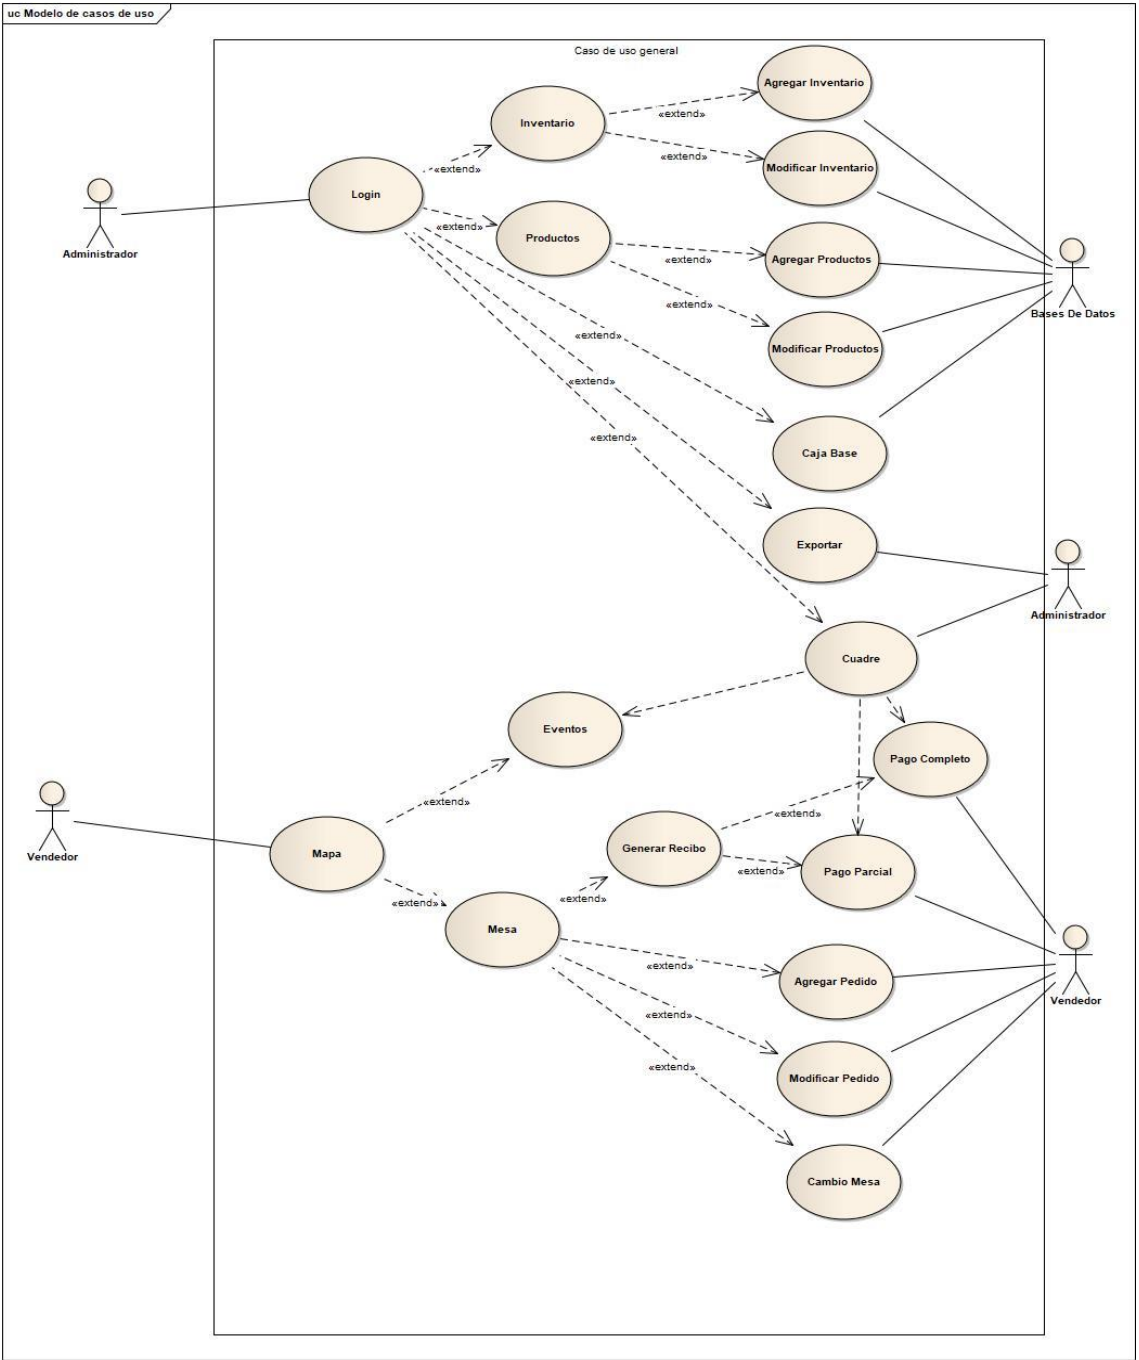 uc Modelo de casos de uso
Caso de uso general
Agregar Inventario
«extend»
Inventario
«extend»
Modificar Inventario
«extend»
Login
Administrador
«extend»
Productos
Agregar Productos
«extend»
«extend»
Modificar Productos
Bases De Datos
«extend»
«extend»
«extend»
Caja Base
Exportar
Administrador
Cuadre
Eventos
Pago Completo
«extend»
«extend»
Vendedor
Mapa
Generar Recibo
«extend»
Pago Parcial
«extend»
«extend»
Mesa
«extend»
Agregar Pedido
Vendedor
«extend»
Modificar Pedido
«extend»
Cambio Mesa